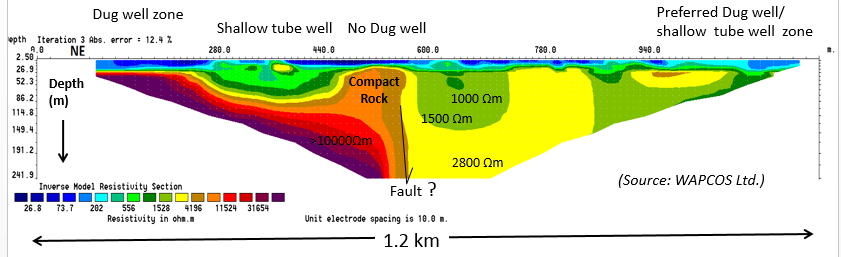 Dug well zone
Shallow tube well
No Dug well
Preferred Dug well/
shallow tube well zone
epth Iteration 3 Abs. error = 12.4 %
0.0 NE 280.0 440.0 600.0 780.0 940.0 m.
2.50
26.9
52.3
86.2
114.8
149.4
191.2
241.9
Depth
(m)
Compact
Rock
1000 Ωm
1500 Ωm
>10000Ωm
2800 Ωm
Fault ?
(Source: WAPCOS Ltd.)
Inverse Model Resistivity Section
26.8 73.7 202 556 1528 4196 11524 31654
Resistivity in ohm.m
Unit electrode spacing is 10.0 m.
1.2 km